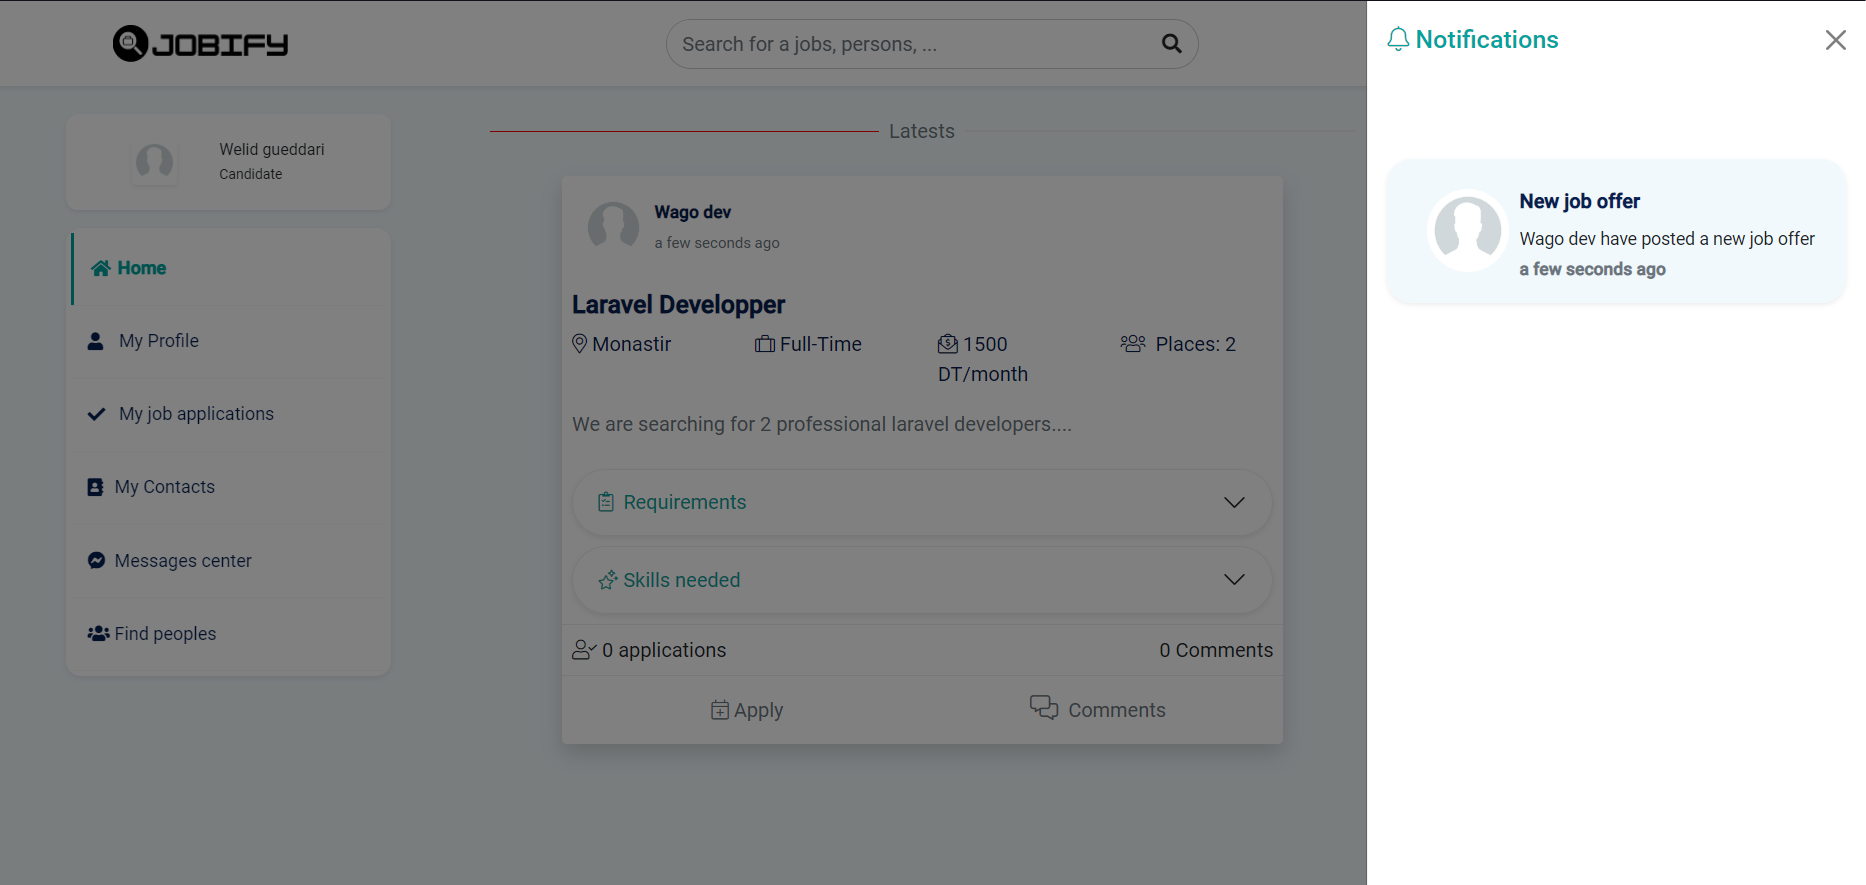 JOBIFY
Search for a jobs, persons, ...
Welid gueddari
Candidate
Home
My Profile
My job applications
My Contacts
Messages center
Find peoples
Latests
Wago dev
a few seconds ago
Laravel Developper
Monastir
Full-Time
1500
DT/month
Places: 2
We are searching for 2 professional laravel developers....
Requirements
Skills needed
0 applications
0 Comments
Apply
Comments
Notifications
New job offer
Wago dev have posted a new job offer
a few seconds ago